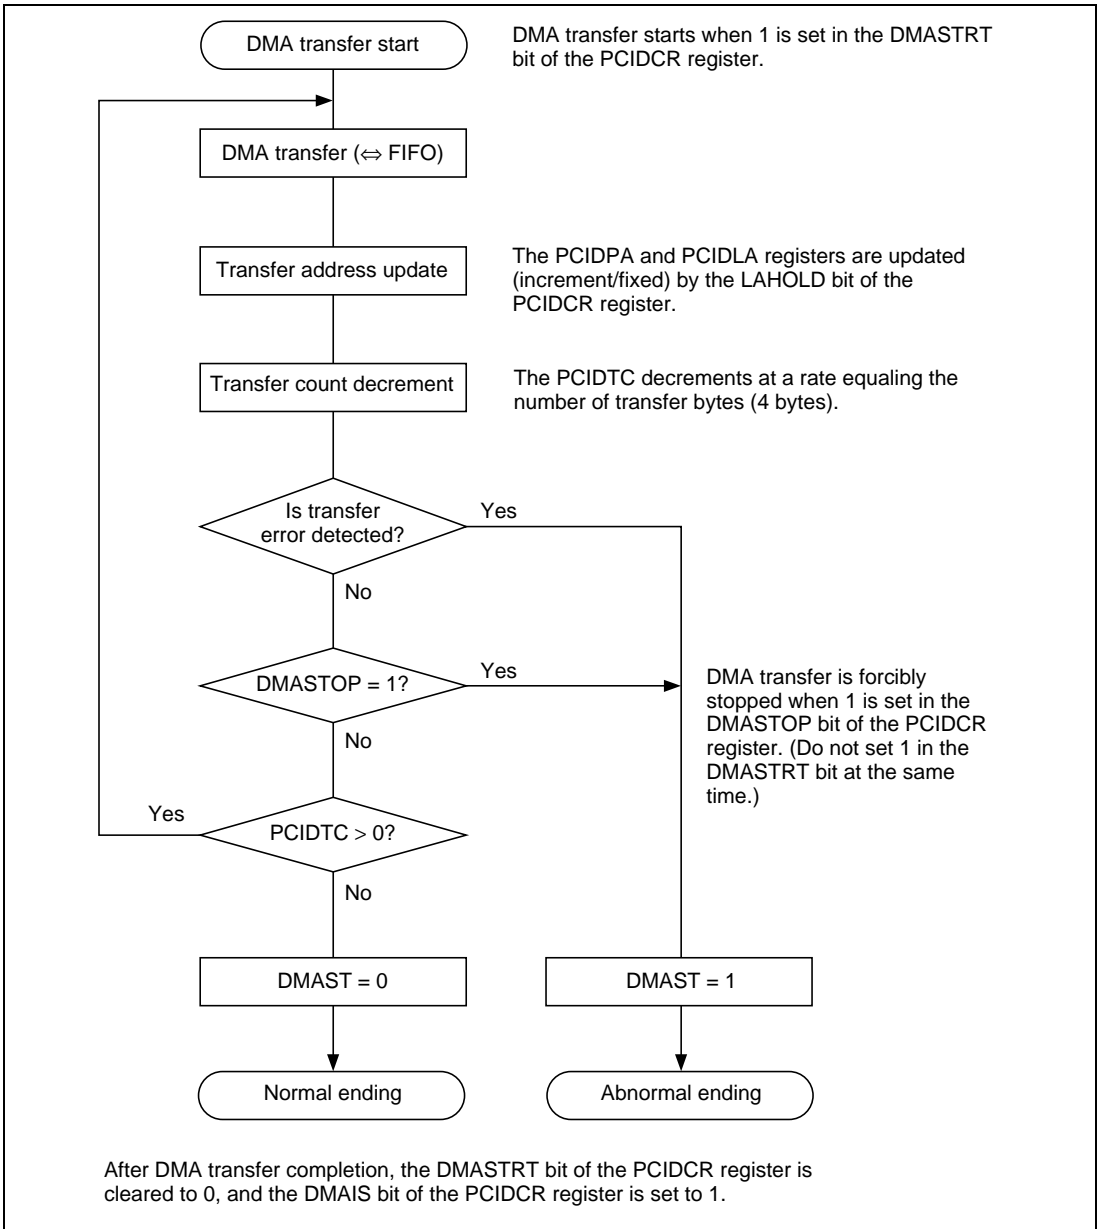 DMA transfer start
DMA transfer starts when 1 is set in the DMASTRT
bit of the PCIDCR register.
DMA transfer (⇔ FIFO)
Transfer address update
The PCIDPA and PCIDLA registers are updated
(increment/fixed) by the LAHOLD bit of the
PCIDCR register.
Transfer count decrement
The PCIDTC decrements at a rate equaling the
number of transfer bytes (4 bytes).
Is transfer
error detected?
Yes
No
DMASTOP = 1?
Yes
No
DMA transfer is forcibly
stopped when 1 is set in the
DMASTOP bit of the PCIDCR
register. (Do not set 1 in the
DMASTRT bit at the same
time.)
Yes
PCIDTC > 0?
No
DMAST = 0
DMAST = 1
Normal ending
Abnormal ending
After DMA transfer completion, the DMASTRT bit of the PCIDCR register is
cleared to 0, and the DMAIS bit of the PCIDCR register is set to 1.